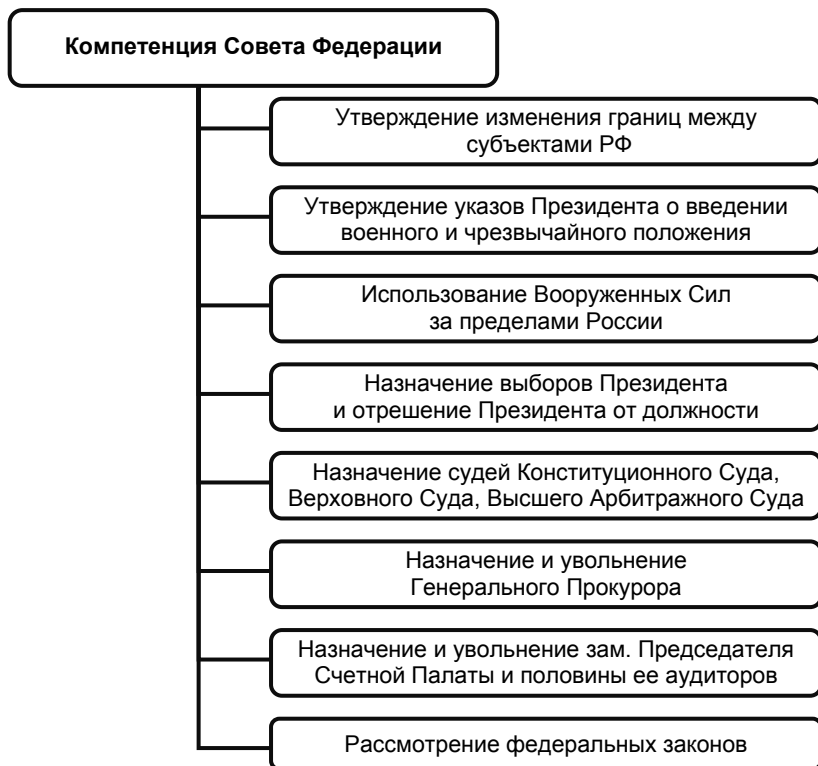 Компетенция Совета Федерации
Утверждение изменения границ между
субъектами РФ
Утверждение указов Президента о введении
военного и чрезвычайного положения
Использование Вооруженных Сил
за пределами России
Назначение выборов Президента
и отрешение Президента от должности
Назначение судей Конституционного Суда,
Верховного Суда, Высшего Арбитражного Суда
Назначение и увольнение
Генерального Прокурора
Назначение и увольнение зам. Председателя
Счетной Палаты и половины ее аудиторов
Рассмотрение федеральных законов